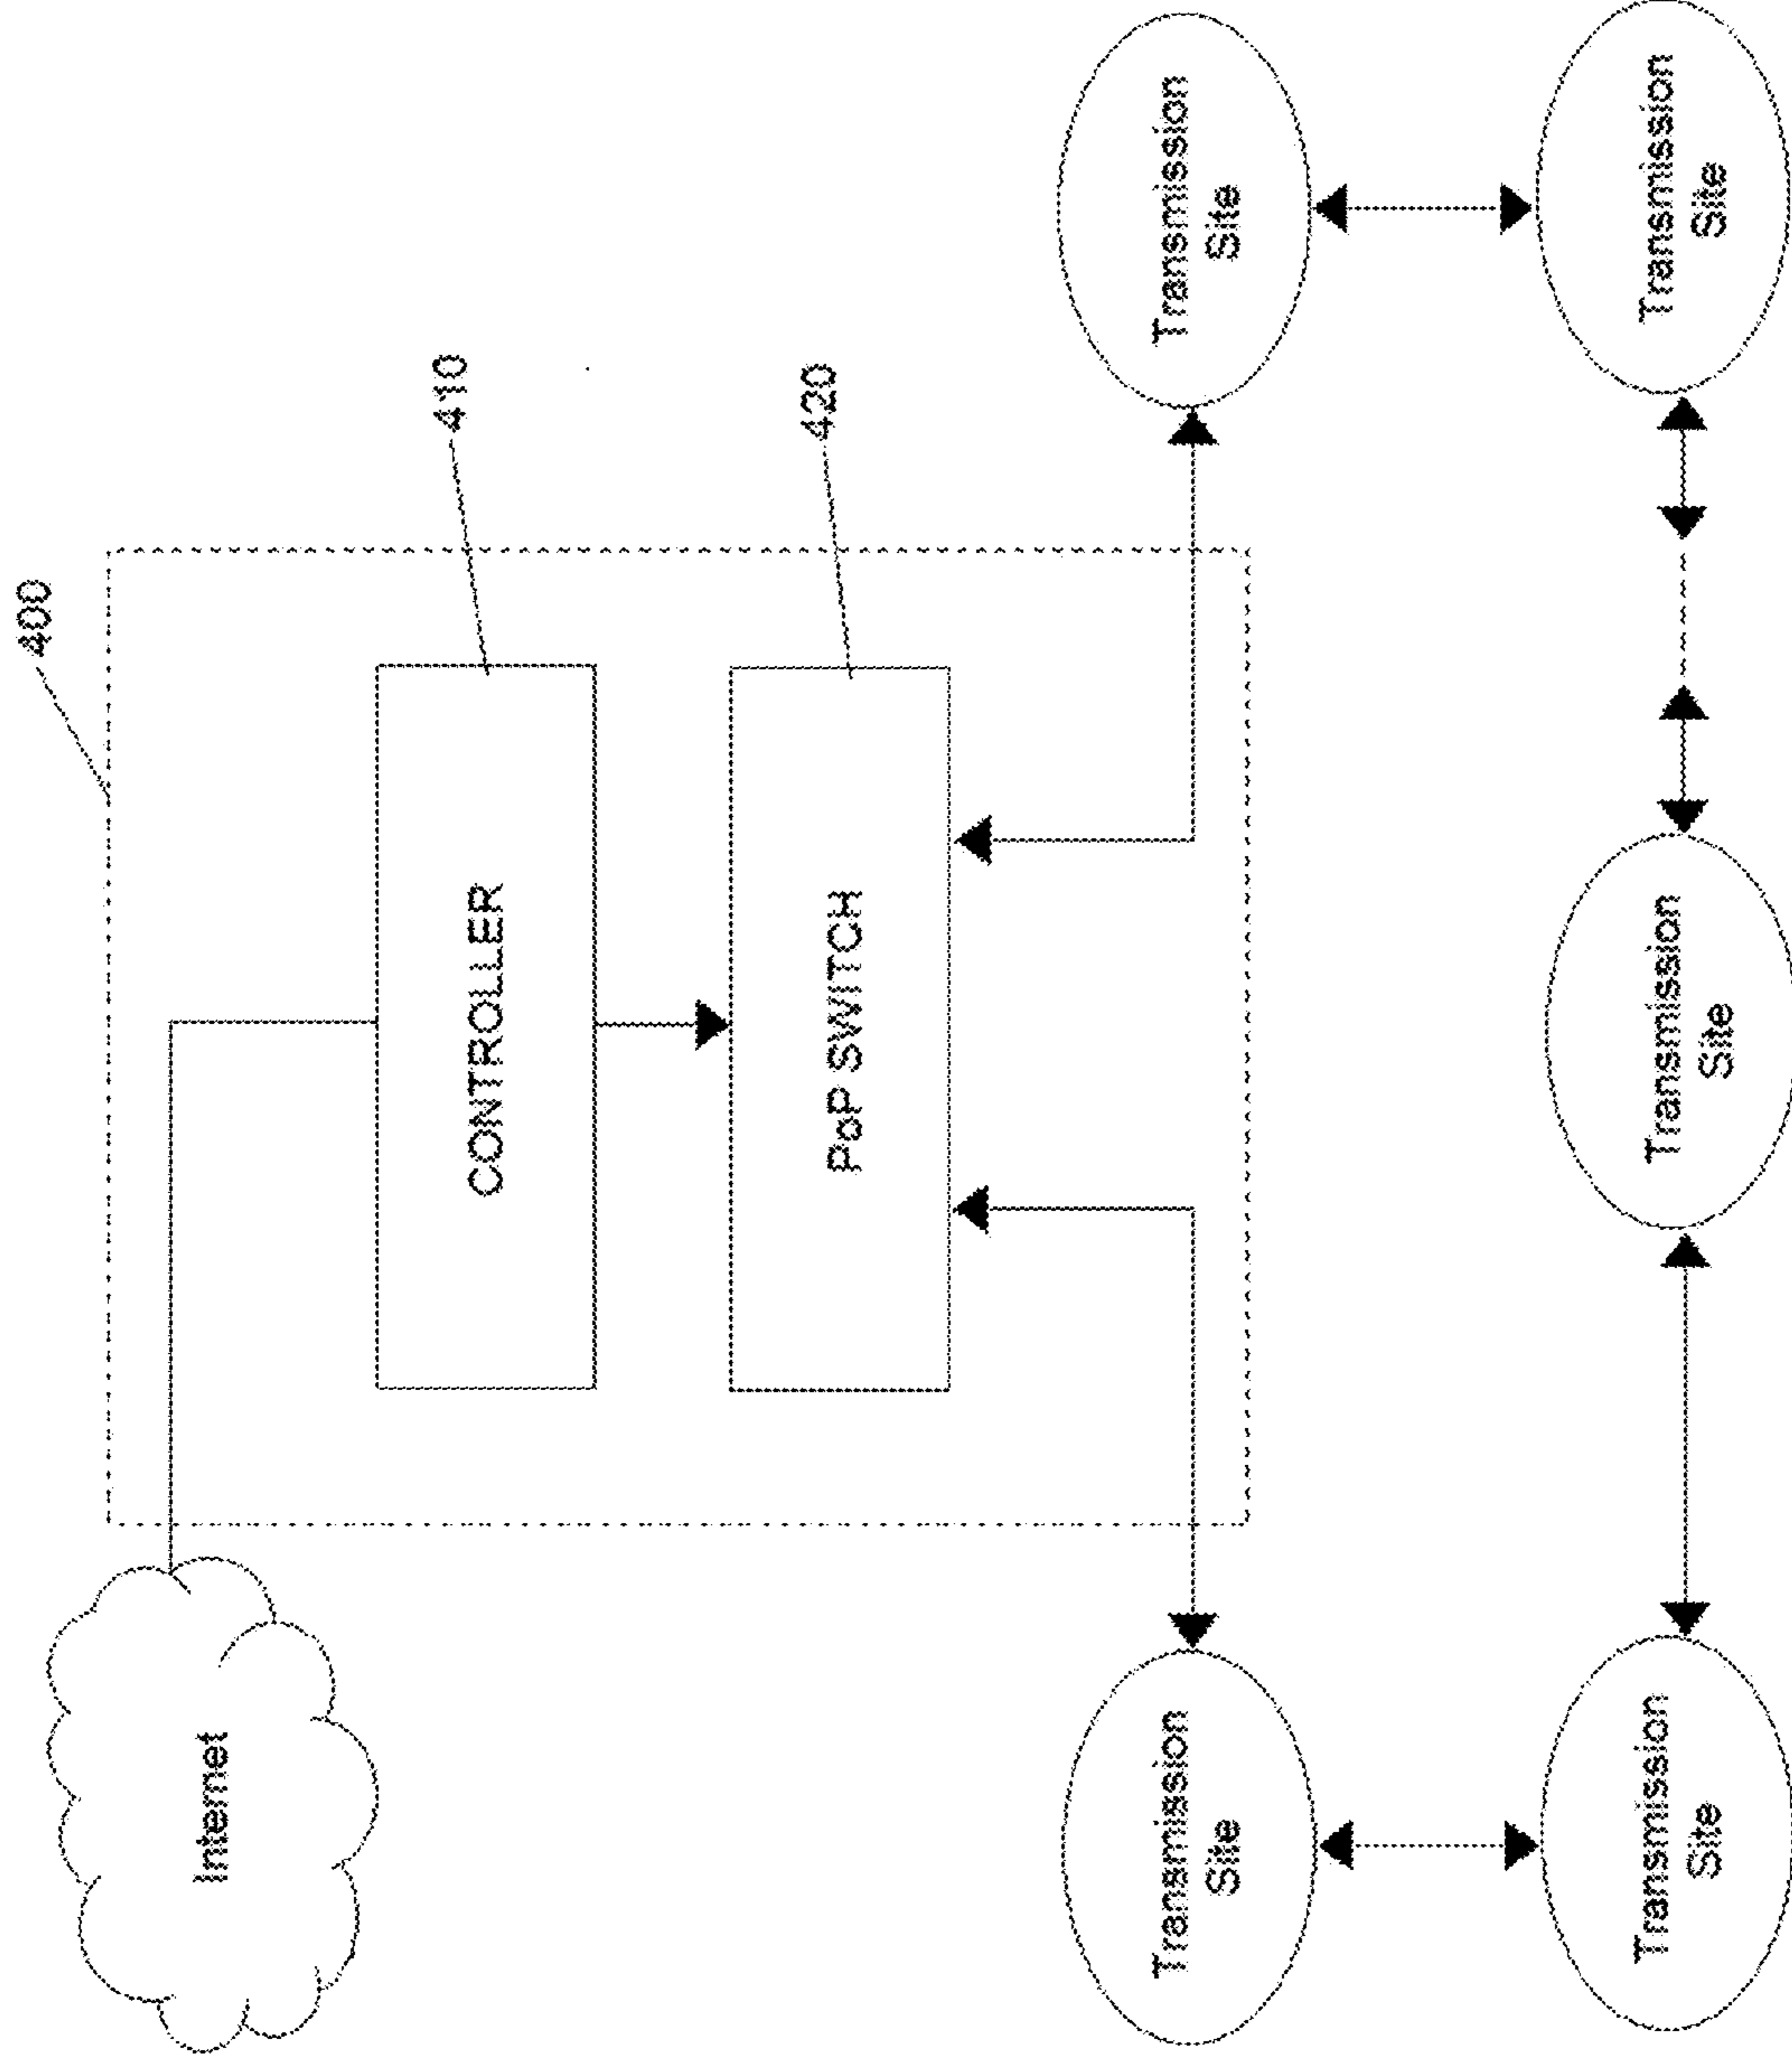 400
Internet
CONTROLLER
410
PoP SWITCH
420
Transmission
Site
Transmission
Site
Transmission
Site
Transmission
Site
Transmission
Site